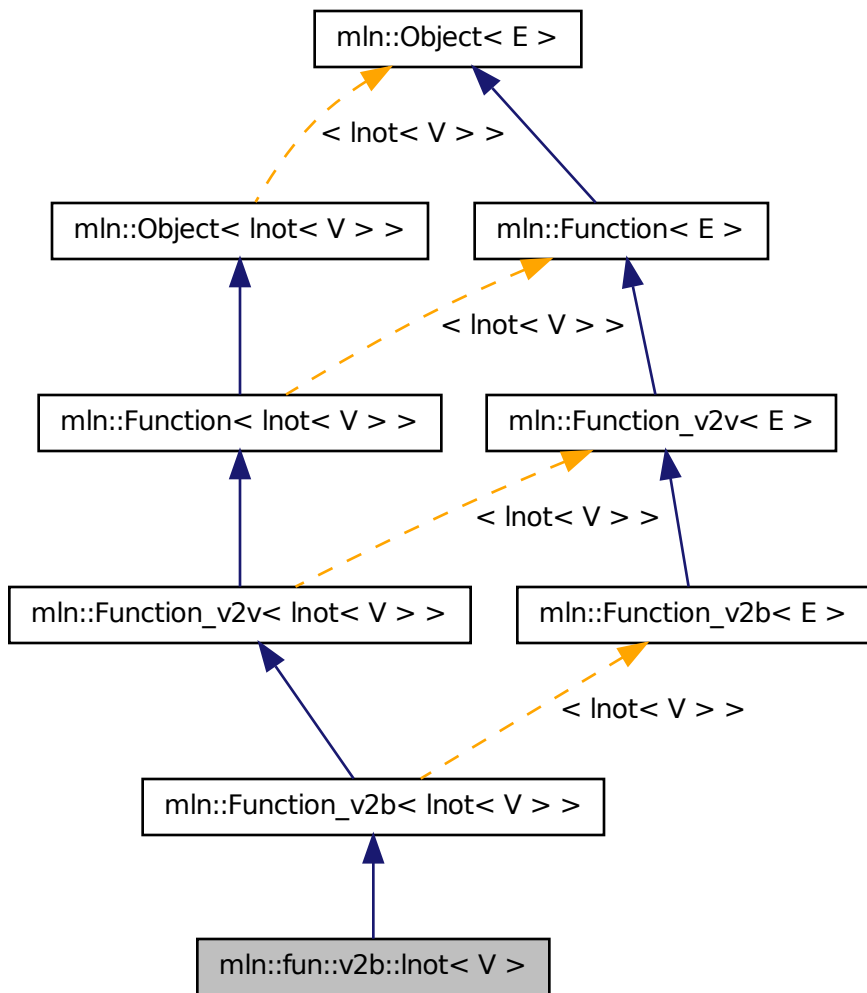 mln::Object< E >
< lnot< V > >
mln::Object< lnot< V > >
mln::Function< E >
< lnot< V > >
mln::Function< lnot< V > >
mln::Function_v2v< E >
< lnot< V > >
mln::Function_v2v< lnot< V > >
mln::Function_v2b< E >
< lnot< V > >
mln::Function_v2b< lnot< V > >
mln::fun::v2b::lnot< V >